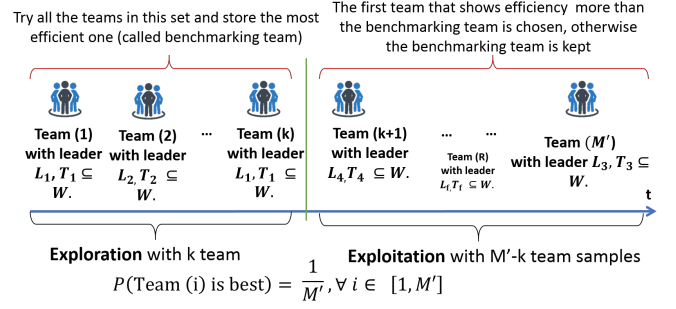 Try all the teams in this set and store the most
efficient one (called benchmarking team)
The first team that shows efficiency more than
the benchmarking team is chosen, otherwise
the benchmarking team is kept
Team (1)
with leader
L₁, T₁ ⊆
W.
Team (2)
with leader
L₂, T₂ ⊆
W.
...
Team (k)
with leader
L₁, T₁ ⊆
W.
Team (k+1)
with leader
L₄, T₄ ⊆ W.
... ...
Team (R)
with leader
Lf, Tf ⊆ W.
Team (M′)
with leader L₃, T₃ ⊆
W.
t
Exploration with k team
Exploitation with M′-k team samples
P(Team (i) is best) = 1/M′, ∀ i ∈ [1, M′]